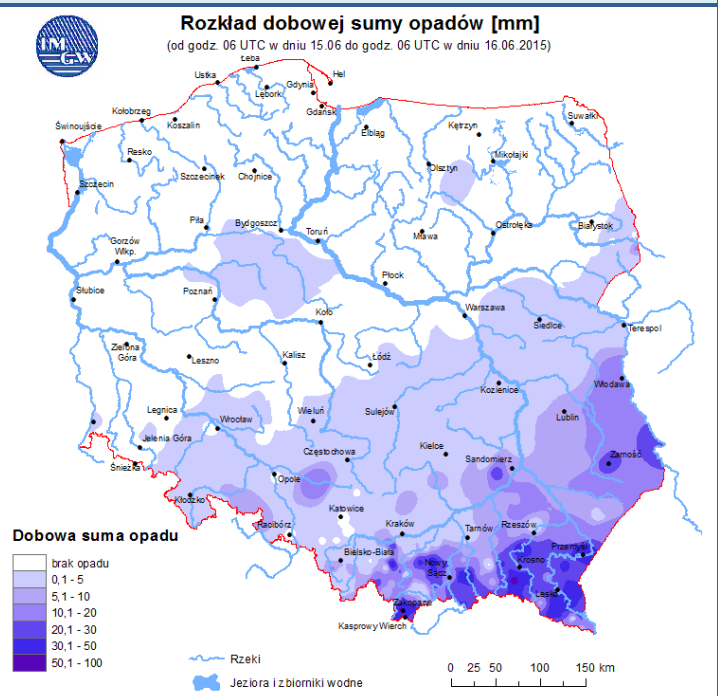 Rozkład dobowej sumy opadów [mm]
(od godz. 06 UTC w dniu 15.06 do godz. 06 UTC w dniu 16.06.2015)
IM
GW
Łeba
Hel
Ustka
Gdynia
Lębork
Gdańsk
Kołobrzeg
Koszalin
Świnoujście
Elbląg
Kętrzyn
Suwałki
Resko
Mikołajki
Olsztyn
Szczecinek
Chojnice
Szczecin
Piła
Bydgoszcz
Toruń
Mława
Ostrołęka
Białystok
Gorzów
Wlkp.
Płock
Słubice
Poznań
Koło
Warszawa
Siedlce
Terespol
Zielona
Góra
Leszno
Kalisz
Łódź
Kozienice
Włodawa
Legnica
Wrocław
Wieluń
Sulejów
Lublin
Jelenia Góra
Śnieżka
Częstochowa
Kielce
Sandomierz
Zamość
Opole
Kłodzko
Katowice
Racibórz
Kraków
Tarnów
Rzeszów
Bielsko-Biała
Nowy
Sącz
Krosno
Przemyśl
Lesko
Zakopane
Kasprowy Wierch
Dobowa suma opadu
brak opadu
0,1 - 5
5,1 - 10
10,1 - 20
20,1 - 30
30,1 - 50
50,1 - 100
Rzeki
Jeziora i zbiorniki wodne
0 25 50 100 150 km